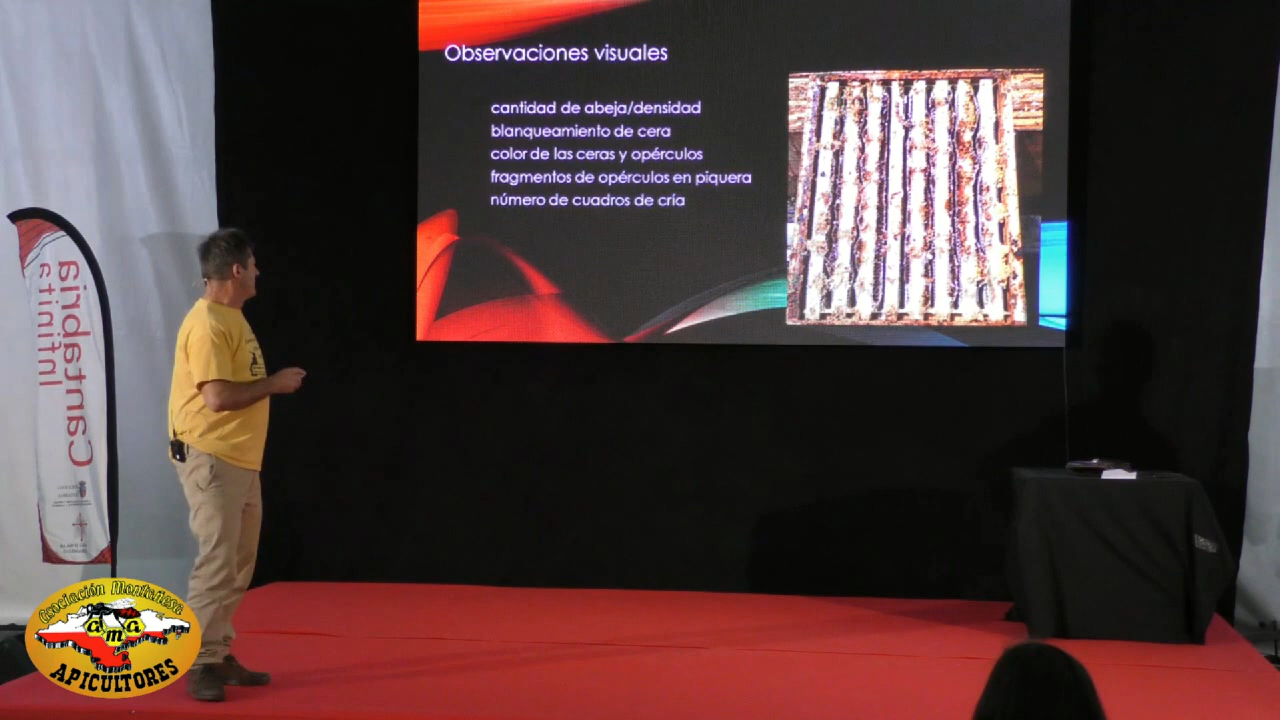 Observaciones visuales
cantidad de abeja/densidad
blanqueamiento de cera
color de las ceras y opérculos
fragmentos de opérculos en piquera
número de cuadros de cría
Cantabria
Infinita
Asociación Montañesa
AMA
APICULTORES